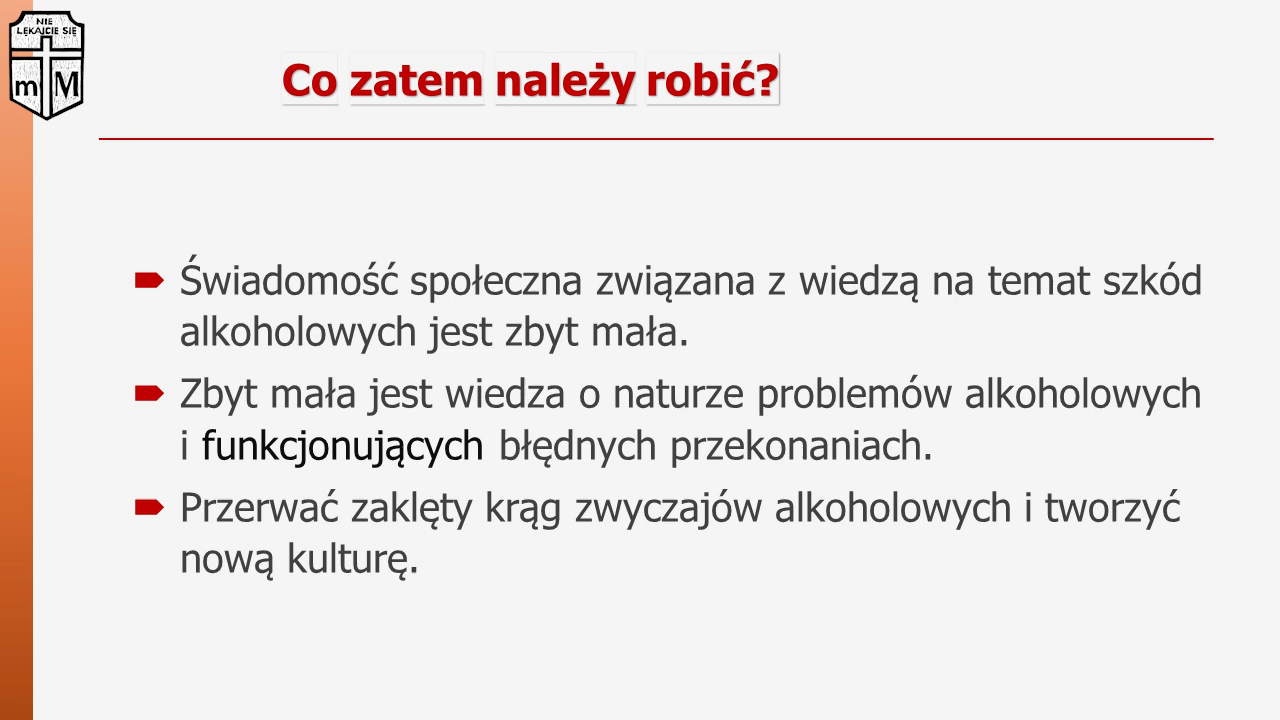 NIE
LĘKAJCIE SIĘ
m M
Co zatem należy robić?
Świadomość społeczna związana z wiedzą na temat szkód
alkoholowych jest zbyt mała.
Zbyt mała jest wiedza o naturze problemów alkoholowych
i funkcjonujących błędnych przekonaniach.
Przerwać zaklęty krąg zwyczajów alkoholowych i tworzyć
nową kulturę.